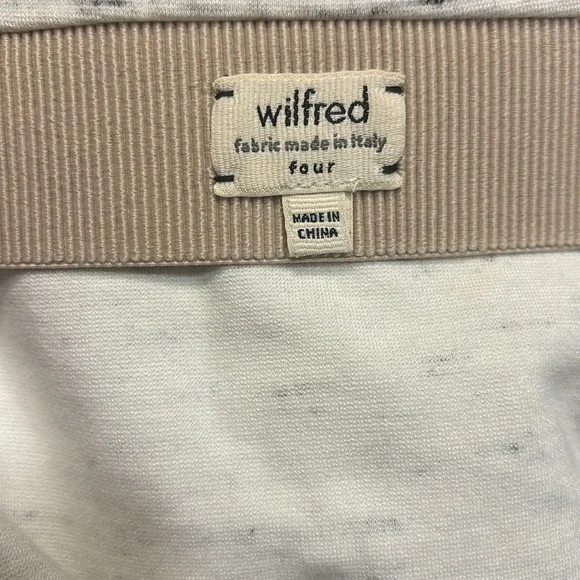 wilfred
fabric made in italy
four
MADE IN
CHINA